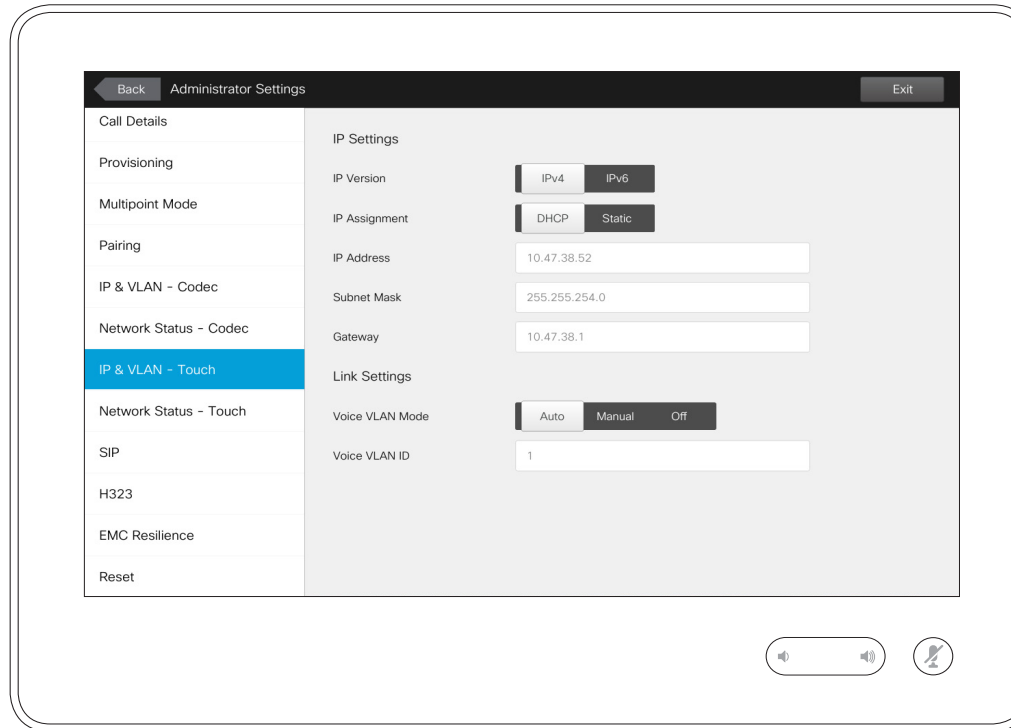 Back Administrator Settings Exit
Call Details
Provisioning
Multipoint Mode
Pairing
IP & VLAN - Codec
Network Status - Codec
IP & VLAN - Touch
Network Status - Touch
SIP
H323
EMC Resilience
Reset
IP Settings
IP Version IPv4 IPv6
IP Assignment DHCP Static
IP Address 10.47.38.52
Subnet Mask 255.255.254.0
Gateway 10.47.38.1
Link Settings
Voice VLAN Mode Auto Manual Off
Voice VLAN ID 1